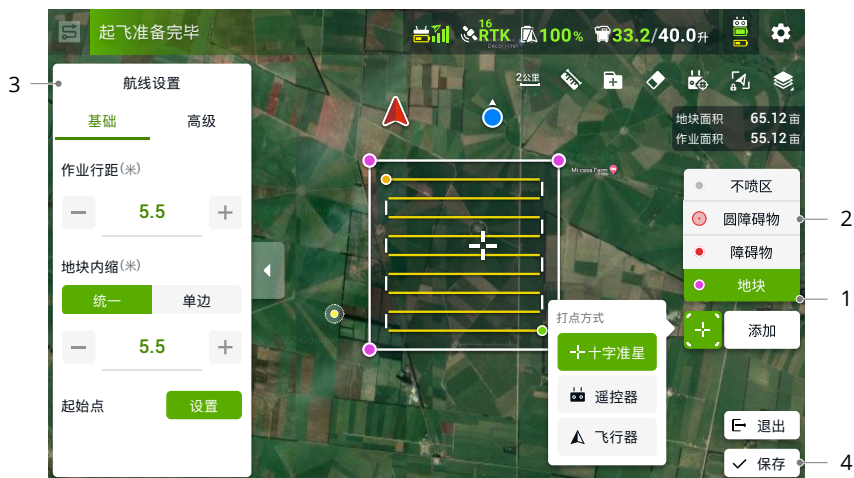 起飞准备完毕
16
RTK
100%
33.2/40.0升
2公里
地块面积 65.12亩
作业面积 55.12亩
3
航线设置
基础 高级
作业行距(米)
5.5
地块内缩(米)
统一 单边
5.5
起始点 设置
Mi casa Farm
不喷区
圆障碍物 2
障碍物
地块
1
添加
打点方式
十字准星
遥控器
飞行器
退出
保存 4